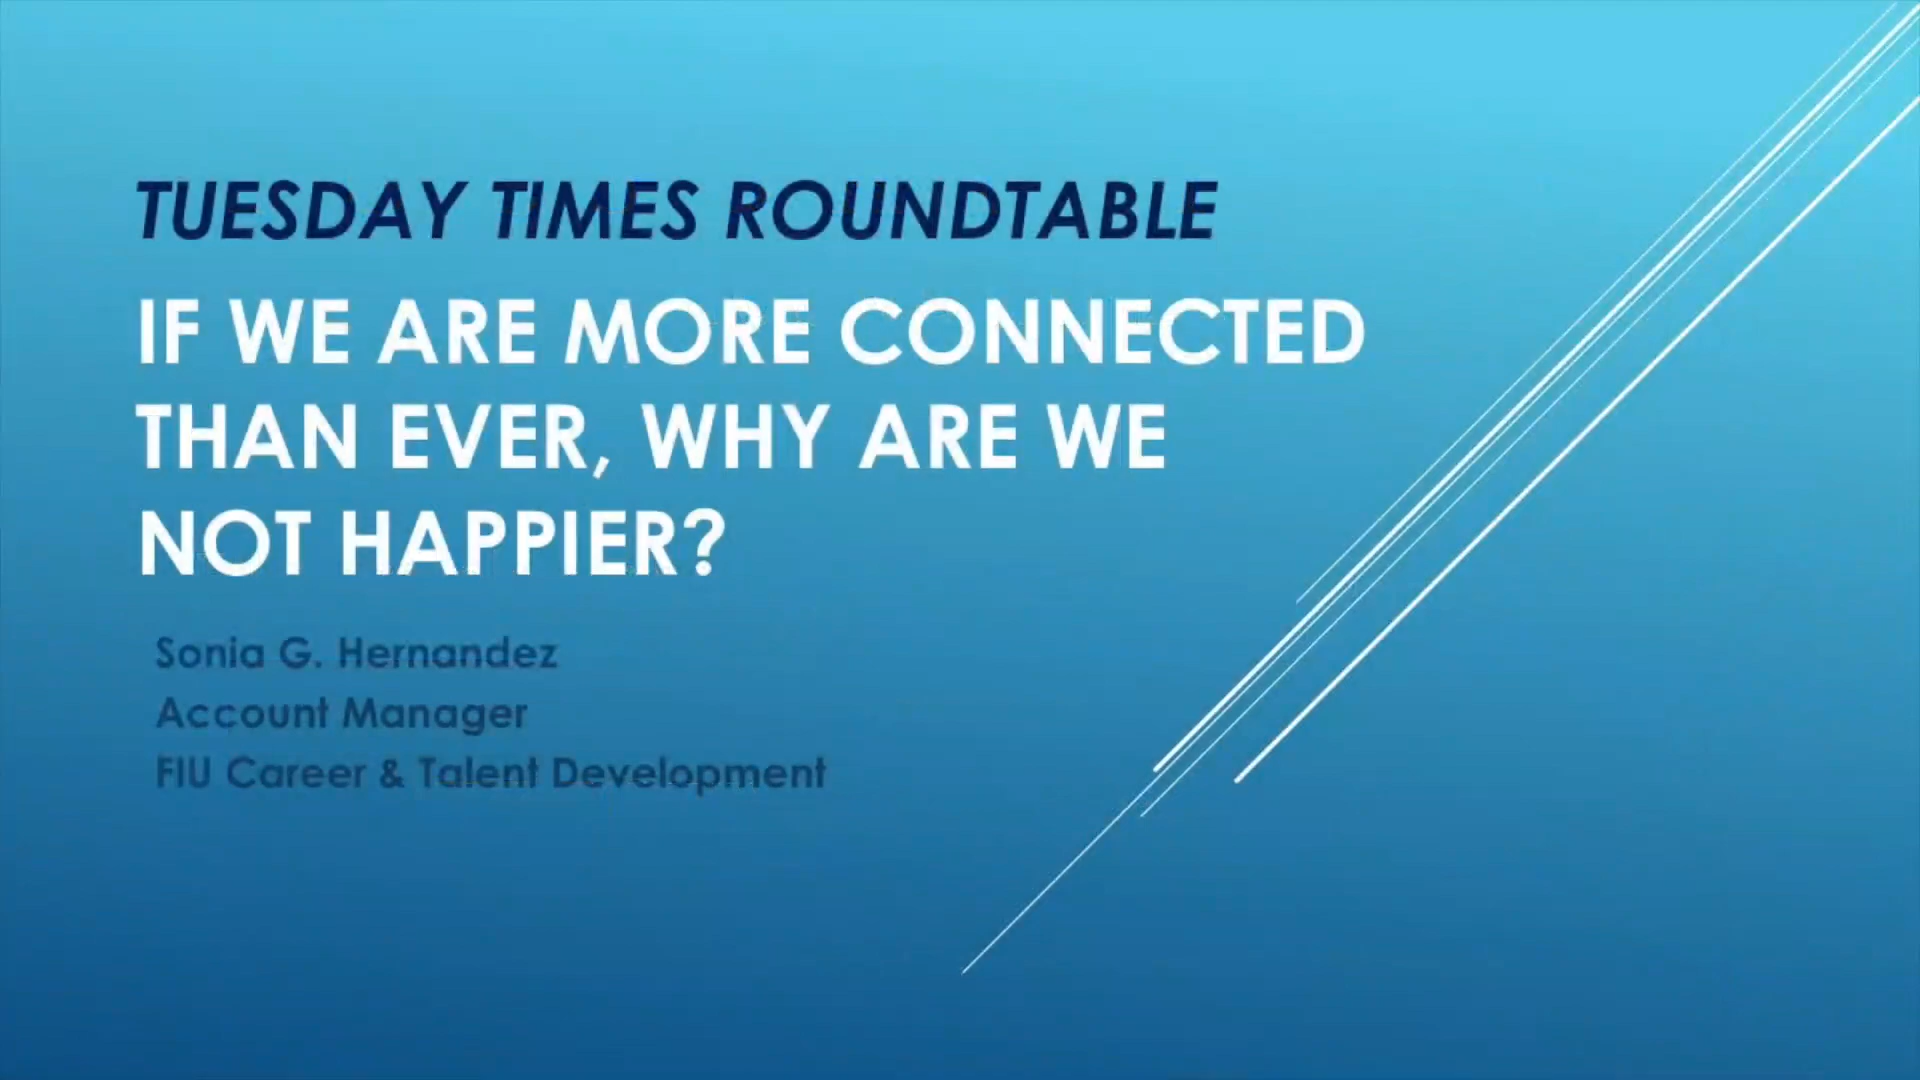 TUESDAY TIMES ROUNDTABLE
IF WE ARE MORE CONNECTED
THAN EVER, WHY ARE WE
NOT HAPPIER?
Sonia G. Hernandez
Account Manager
FIU Career & Talent Development